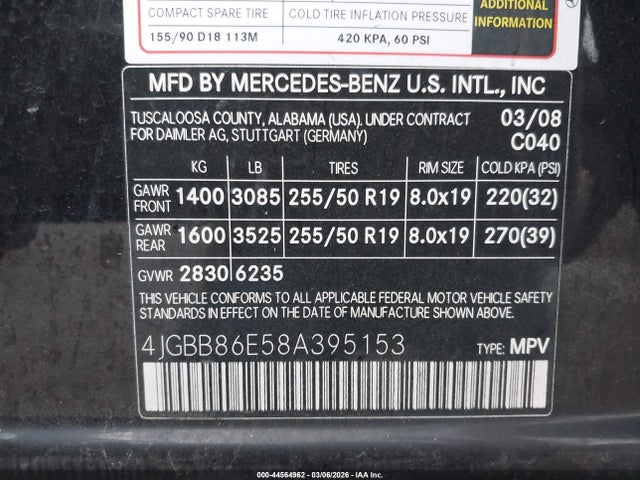 COMPACT SPARE TIRE COLD TIRE INFLATION PRESSURE
155/90 D18 113M 420 KPA, 60 PSI
ADDITIONAL
INFORMATION
MFD BY MERCEDES-BENZ U.S. INTL., INC
TUSCALOOSA COUNTY, ALABAMA (USA). UNDER CONTRACT 03/08
FOR DAIMLER AG, STUTTGART (GERMANY) C040
KG LB TIRES RIM SIZE COLD KPA (PSI)
GAWR FRONT 1400 3085 255/50 R19 8.0x19 220(32)
GAWR REAR 1600 3525 255/50 R19 8.0x19 270(39)
GVWR 2830 6235
THIS VEHICLE CONFORMS TO ALL APPLICABLE FEDERAL MOTOR VEHICLE SAFETY
STANDARDS IN EFFECT ON THE DATE OF MANUFACTURE SHOWN ABOVE.
4JGBB86E58A395153 TYPE: MPV
000-44564962 - 03/06/2026 - IAA Inc.